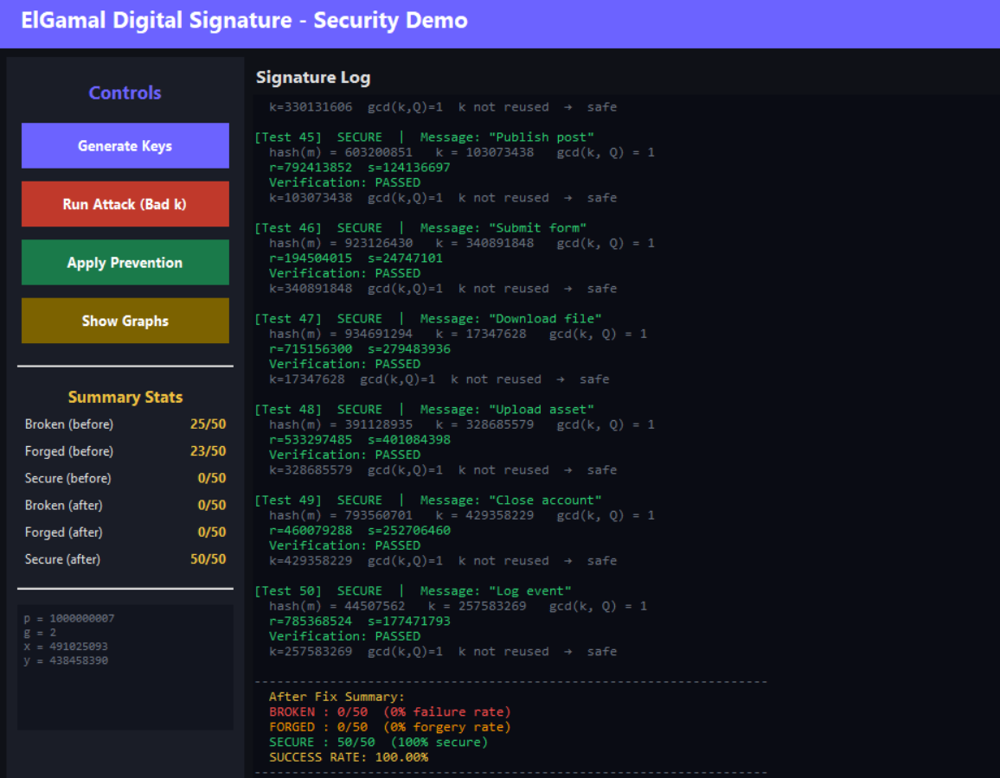 ElGamal Digital Signature - Security Demo
Controls
Generate Keys
Run Attack (Bad k)
Apply Prevention
Show Graphs
Summary Stats
Broken (before) 25/50
Forged (before) 23/50
Secure (before) 0/50
Broken (after) 0/50
Forged (after) 0/50
Secure (after) 50/50
p = 1000000007
g = 2
x = 491025093
y = 438458390
Signature Log
k=330131606 gcd(k,Q)=1 k not reused → safe
[Test 45] SECURE | Message: "Publish post"
hash(m) = 603200851 k = 103073438 gcd(k, Q) = 1
r=792413852 s=124136697
Verification: PASSED
k=103073438 gcd(k,Q)=1 k not reused → safe
[Test 46] SECURE | Message: "Submit form"
hash(m) = 923126430 k = 340891848 gcd(k, Q) = 1
r=194504015 s=24747101
Verification: PASSED
k=340891848 gcd(k,Q)=1 k not reused → safe
[Test 47] SECURE | Message: "Download file"
hash(m) = 934691294 k = 17347628 gcd(k, Q) = 1
r=715156300 s=279483936
Verification: PASSED
k=17347628 gcd(k,Q)=1 k not reused → safe
[Test 48] SECURE | Message: "Upload asset"
hash(m) = 391128935 k = 328685579 gcd(k, Q) = 1
r=533297485 s=401084398
Verification: PASSED
k=328685579 gcd(k,Q)=1 k not reused → safe
[Test 49] SECURE | Message: "Close account"
hash(m) = 793560701 k = 429358229 gcd(k, Q) = 1
r=460079288 s=252706460
Verification: PASSED
k=429358229 gcd(k,Q)=1 k not reused → safe
[Test 50] SECURE | Message: "Log event"
hash(m) = 44507562 k = 257583269 gcd(k, Q) = 1
r=785368524 s=177471793
Verification: PASSED
k=257583269 gcd(k,Q)=1 k not reused → safe
--------------------------------------------------------------------
After Fix Summary:
BROKEN : 0/50 (0% failure rate)
FORGED : 0/50 (0% forgery rate)
SECURE : 50/50 (100% secure)
SUCCESS RATE: 100.00%
--------------------------------------------------------------------